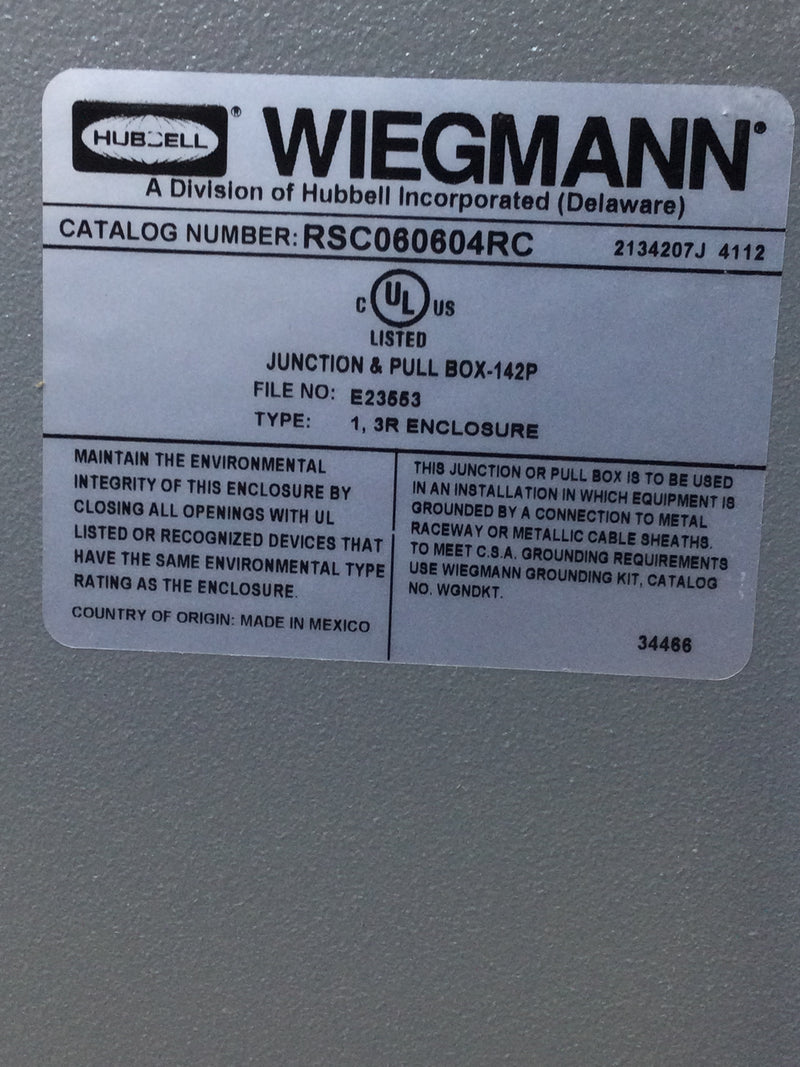 HUBBELL® WIEGMANN®
A Division of Hubbell Incorporated (Delaware)
CATALOG NUMBER: RSC060604RC 2134207J 4112
C UL US
LISTED
JUNCTION & PULL BOX-142P
FILE NO: E23553
TYPE: 1, 3R ENCLOSURE
MAINTAIN THE ENVIRONMENTAL
INTEGRITY OF THIS ENCLOSURE BY
CLOSING ALL OPENINGS WITH UL
LISTED OR RECOGNIZED DEVICES THAT
HAVE THE SAME ENVIRONMENTAL TYPE
RATING AS THE ENCLOSURE.
COUNTRY OF ORIGIN: MADE IN MEXICO
THIS JUNCTION OR PULL BOX IS TO BE USED
IN AN INSTALLATION IN WHICH EQUIPMENT IS
GROUNDED BY A CONNECTION TO METAL
RACEWAY OR METALLIC CABLE SHEATHS.
TO MEET C.S.A. GROUNDING REQUIREMENTS
USE WIEGMANN GROUNDING KIT, CATALOG
NO. WGNDKT.
34466